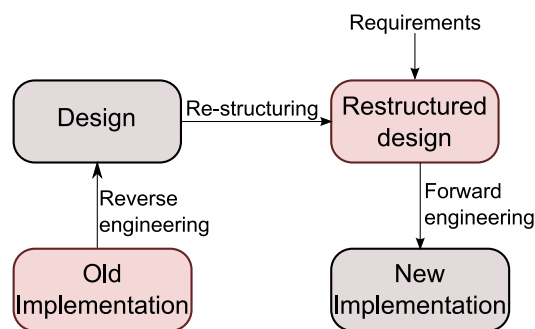 Requirements
Design
Re-structuring
Restructured
design
Reverse
engineering
Forward
engineering
Old
Implementation
New
Implementation